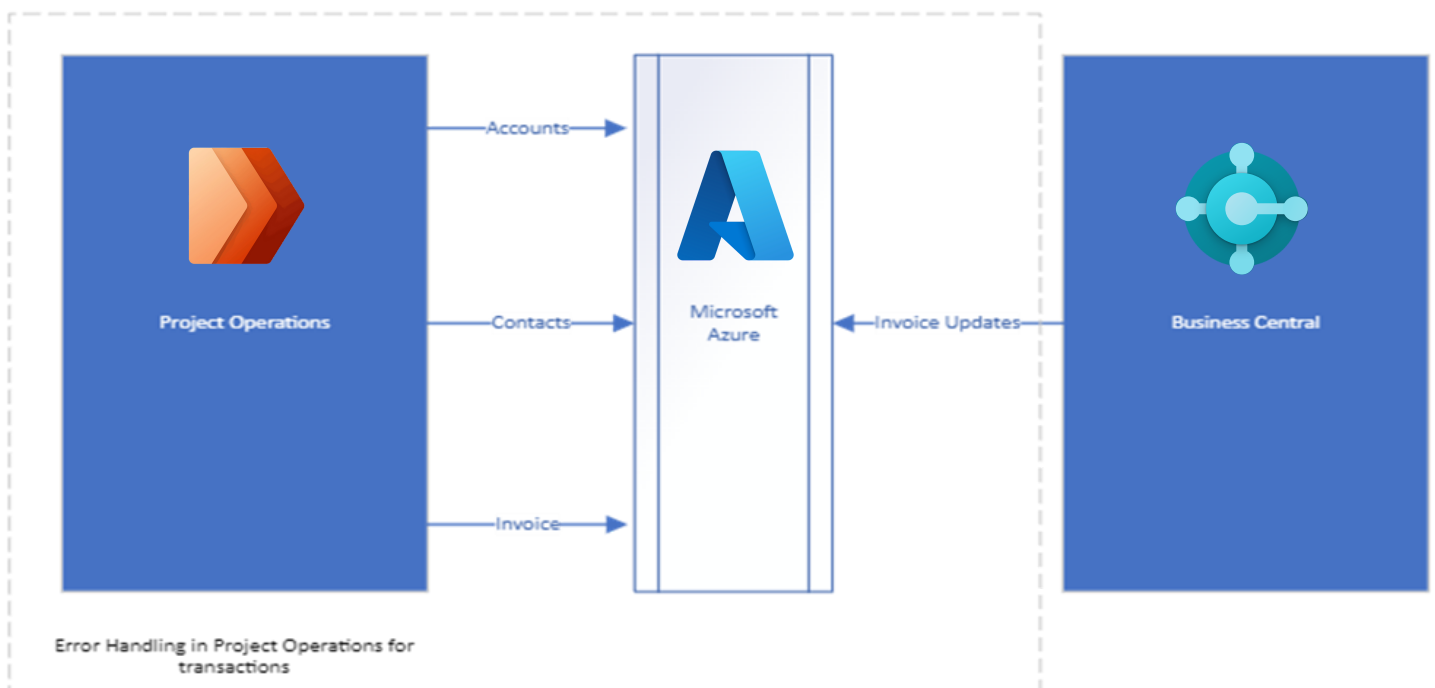 Accounts
Project Operations
Contacts
Microsoft
Azure
Invoice Updates
Business Central
Invoice
Error Handling in Project Operations for
transactions